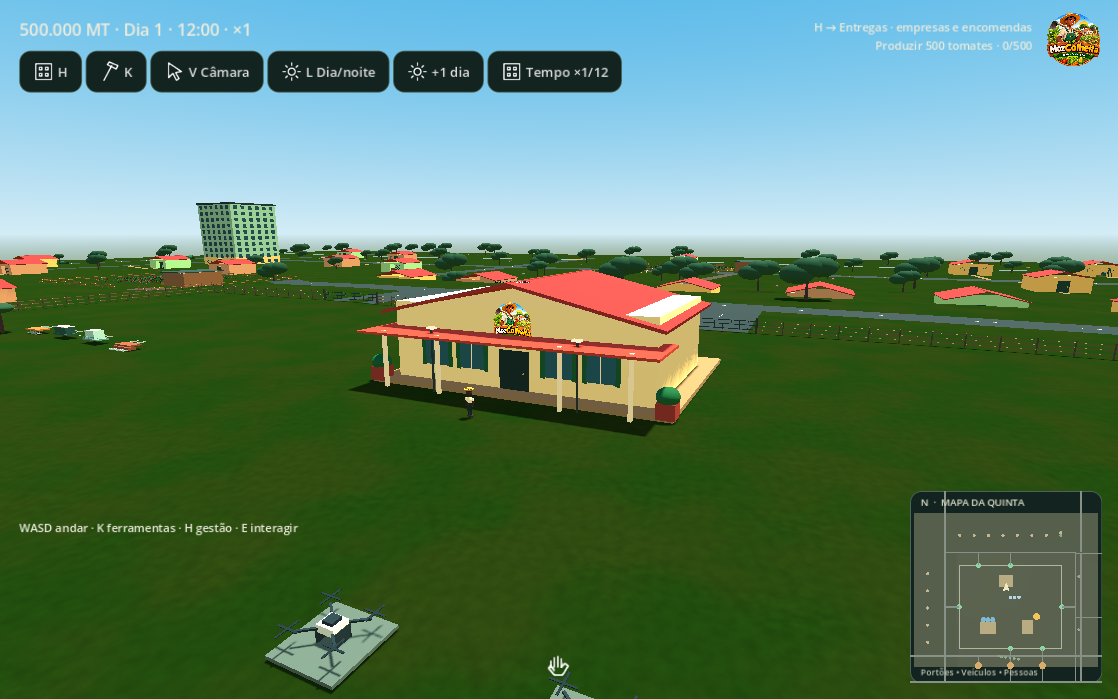 500.000 MT · Dia 1 · 12:00 · ×1
H → Entregas · empresas e encomendas
Produzir 500 tomates · 0/500
MozColheita
H
K
V Câmara
L Dia/noite
+1 dia
Tempo ×1/12
WASD andar · K ferramentas · H gestão · E interagir
N · MAPA DA QUINTA
Portões • Veículos • Pessoas